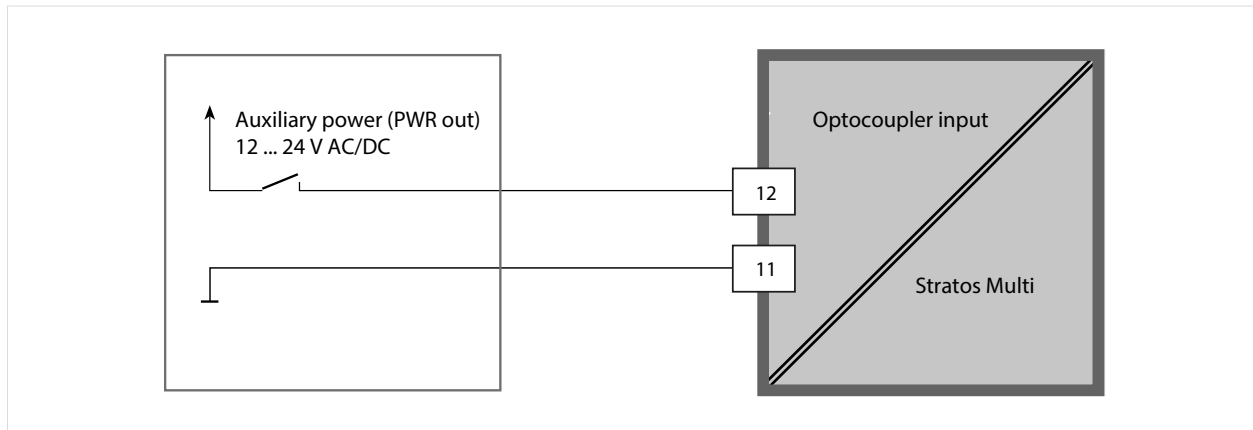 Auxiliary power (PWR out)
12 ... 24 V AC/DC
Optocoupler input
12
11
Stratos Multi